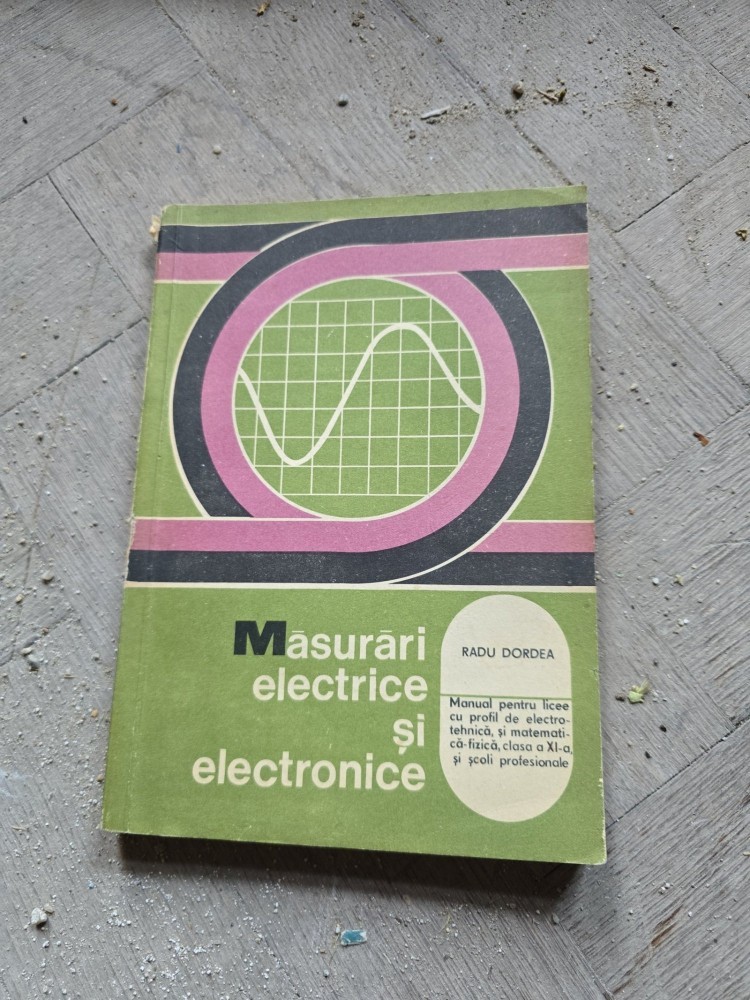 Măsurări
electrice
și
electronice
RADU DORDEA
Manual pentru licee
cu profil de electro-
tehnică, și matemati-
că-fizică, clasa a XI-a,
și școli profesionale